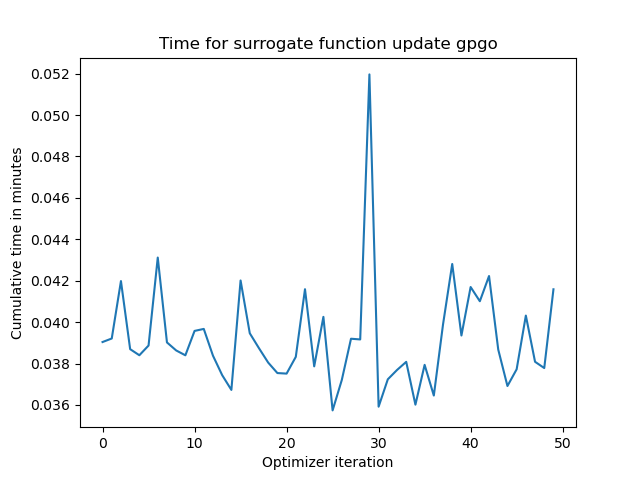 Time for surrogate function update gpgo
Cumulative time in minutes
0.052
0.050
0.048
0.046
0.044
0.042
0.040
0.038
0.036
0 10 20 30 40 50
Optimizer iteration